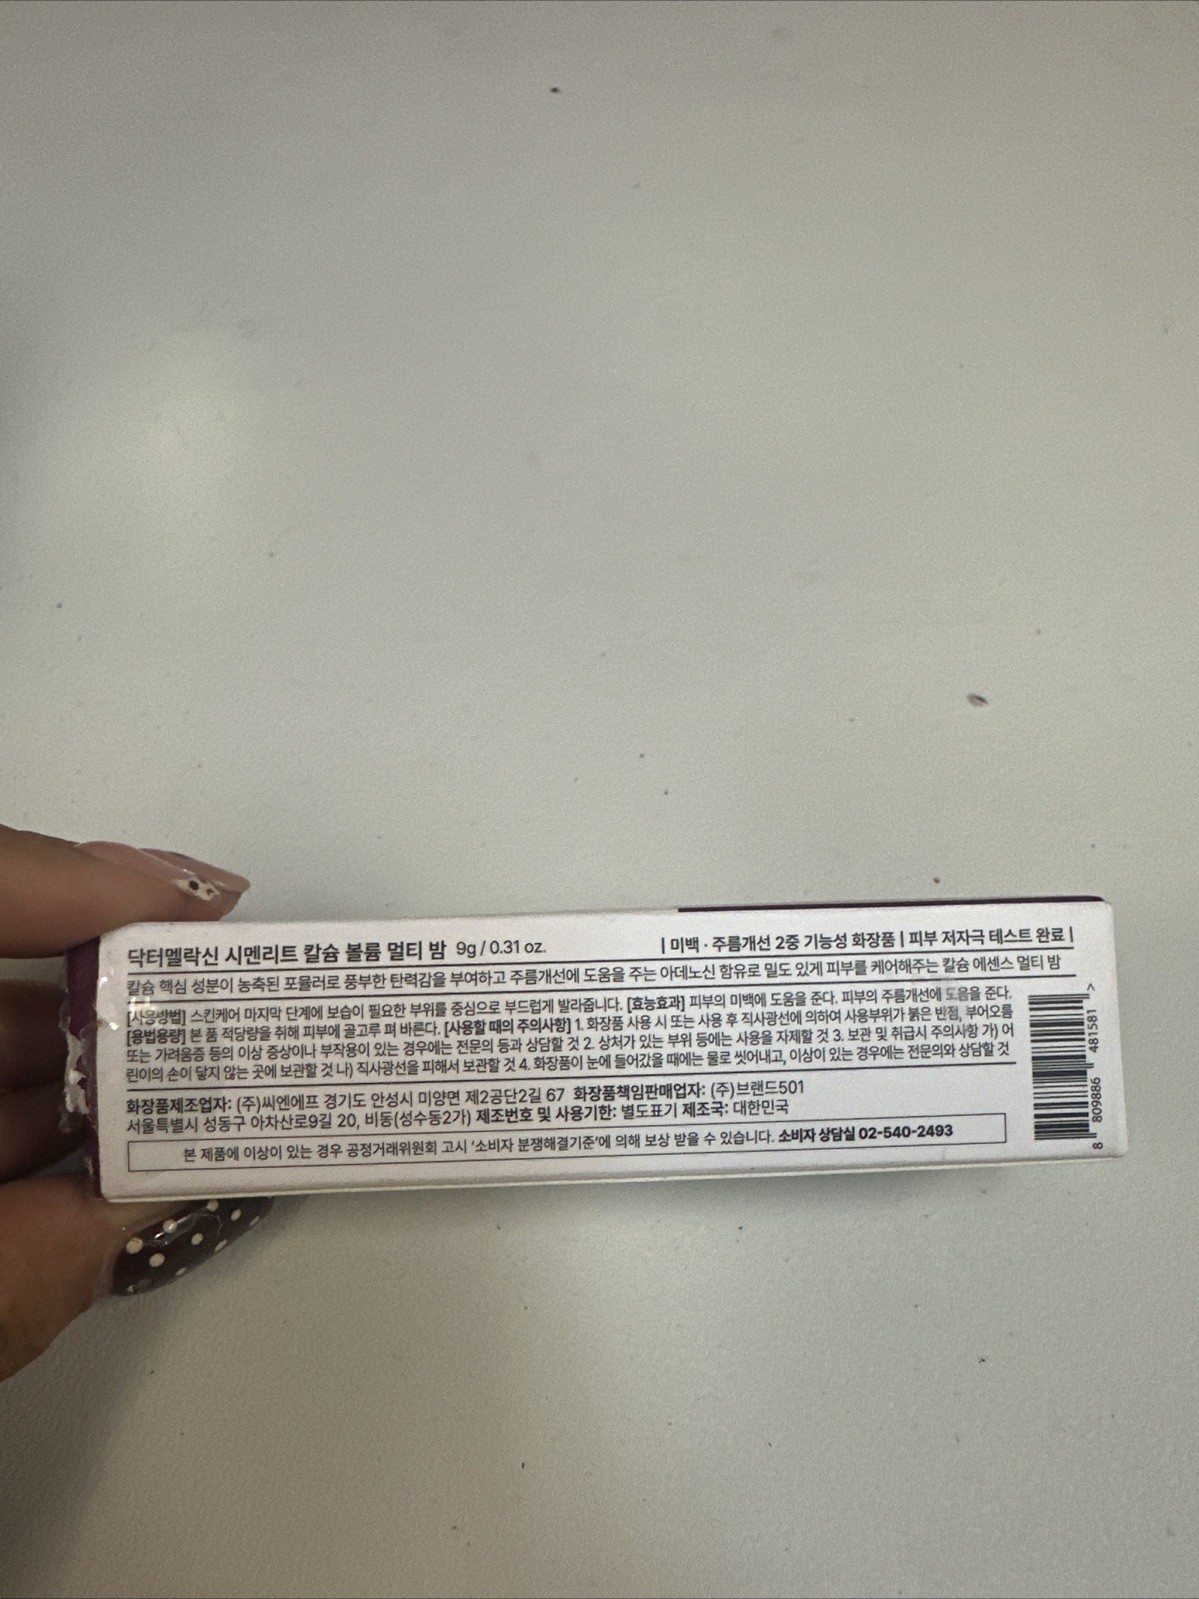 닥터멜락신 시멘리트 칼슘 볼륨 멀티 밤 9g / 0.31 oz.
| 미백 · 주름개선 2중 기능성 화장품 | 피부 저자극 테스트 완료 |
칼슘 핵심 성분이 농축된 포뮬러로 풍부한 탄력감을 부여하고 주름개선에 도움을 주는 아데노신 함유로 밀도 있게 피부를 케어해주는 칼슘 에센스 멀티 밤
[사용방법] 스킨케어 마지막 단계에 보습이 필요한 부위를 중심으로 부드럽게 발라줍니다. [효능효과] 피부의 미백에 도움을 준다. 피부의 주름개선에 도움을 준다.
[용법용량] 본 품 적당량을 취해 피부에 골고루 펴 바른다. [사용할 때의 주의사항] 1. 화장품 사용 시 또는 사용 후 직사광선에 의하여 사용부위가 붉은 반점, 부어오름
또는 가려움증 등의 이상 증상이나 부작용이 있는 경우에는 전문의 등과 상담할 것 2. 상처가 있는 부위 등에는 사용을 자제할 것 3. 보관 및 취급시 주의사항 가) 어
린이의 손이 닿지 않는 곳에 보관할 것 나) 직사광선을 피해서 보관할 것 4. 화장품이 눈에 들어갔을 때에는 물로 씻어내고, 이상이 있는 경우에는 전문의와 상담할 것
화장품제조업자: (주)씨엔에프 경기도 안성시 미양면 제2공단2길 67 화장품책임판매업자: (주)브랜드501
서울특별시 성동구 아차산로9길 20, 비동(성수동2가) 제조번호 및 사용기한: 별도표기 제조국: 대한민국
본 제품에 이상이 있는 경우 공정거래위원회 고시 '소비자 분쟁해결기준'에 의해 보상 받을 수 있습니다. 소비자 상담실 02-540-2493
8 809886 481581 >